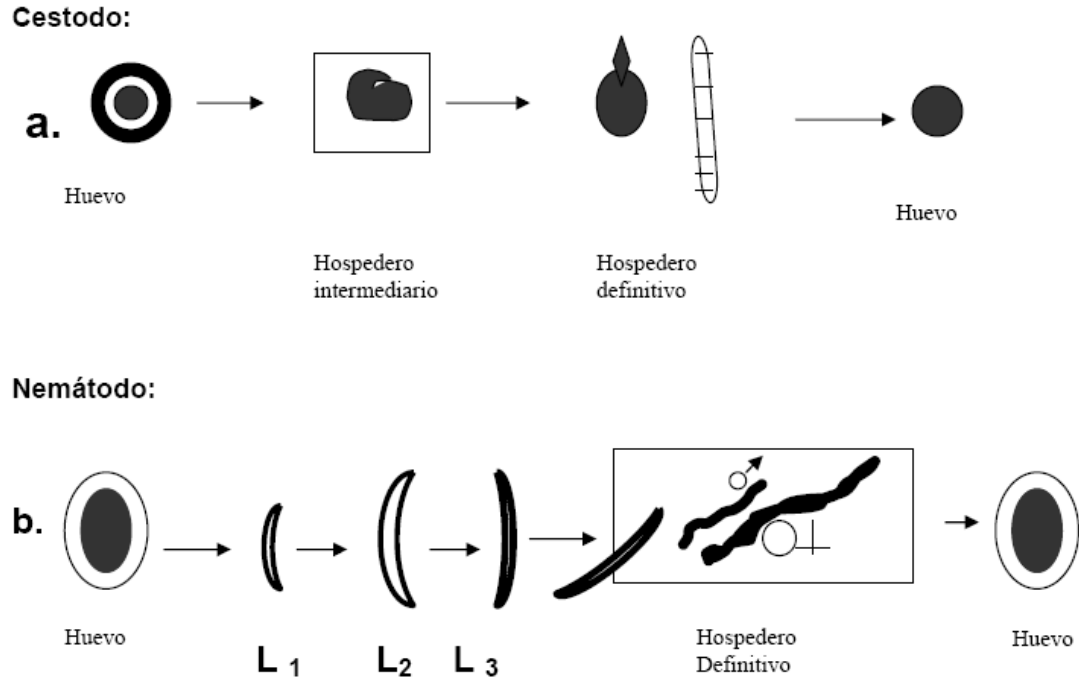 Cestodo:
a.
Huevo
Hospedero
intermediario
Hospedero
definitivo
Huevo
Nemátodo:
b.
Huevo
L 1
L2
L 3
Hospedero
Definitivo
Huevo